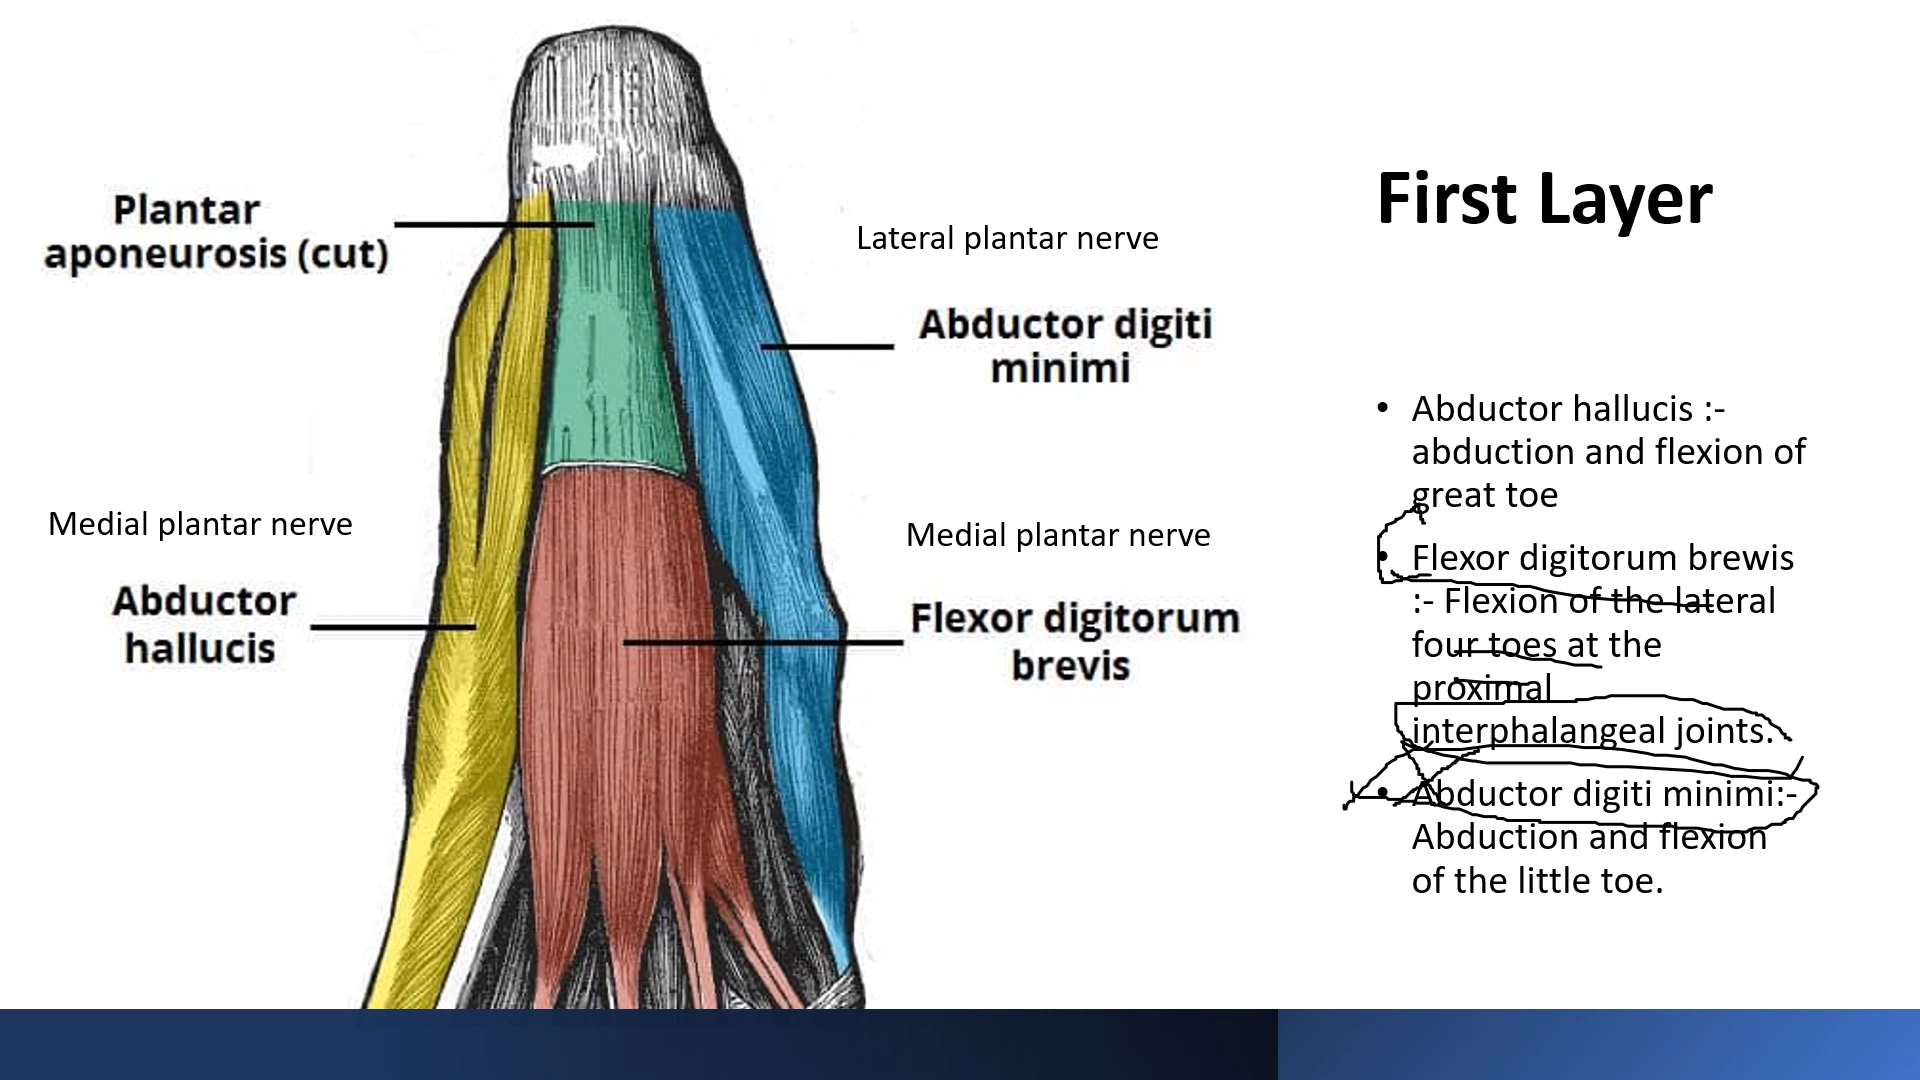 Plantar
aponeurosis (cut)
Lateral plantar nerve
Abductor digiti
minimi
Medial plantar nerve
Abductor
hallucis
Medial plantar nerve
Flexor digitorum
brevis
First Layer
• Abductor hallucis :-
abduction and flexion of
great toe
• Flexor digitorum brewis
:- Flexion of the lateral
four toes at the
proximal
interphalangeal joints.
• Abductor digiti minimi:-
Abduction and flexion
of the little toe.